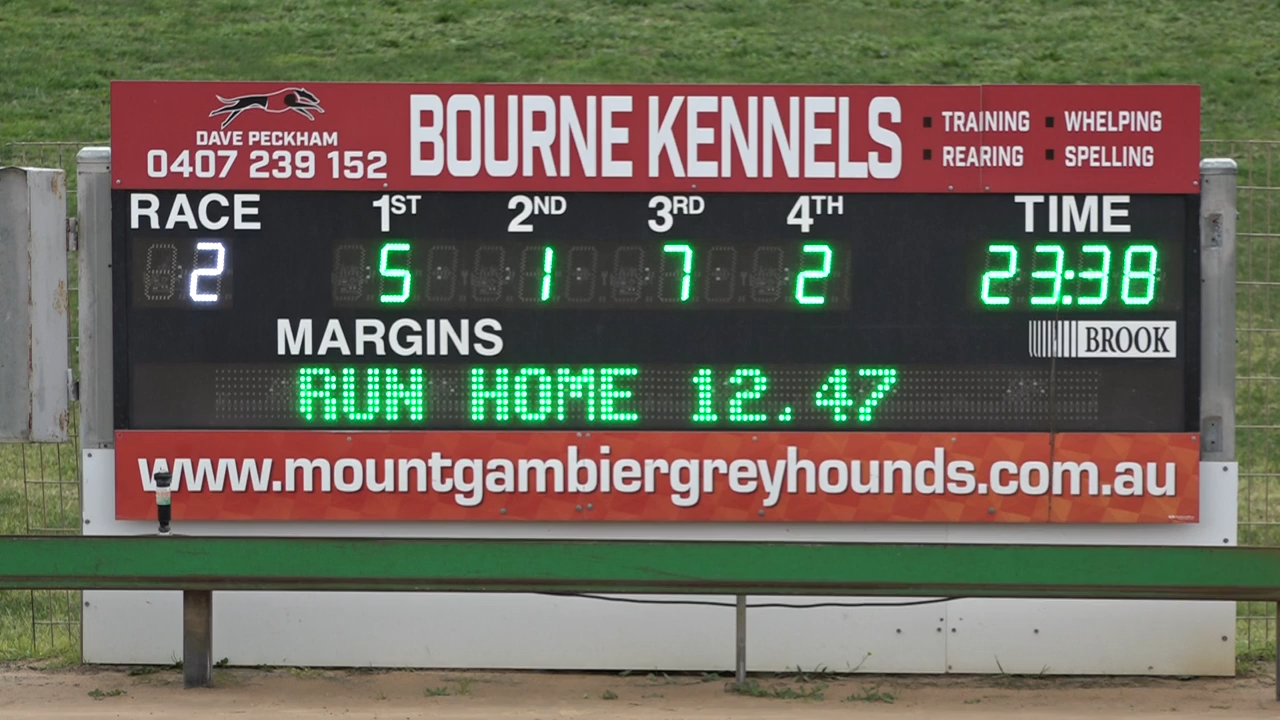 DAVE PECKHAM
0407 239 152
BOURNE KENNELS
▪ TRAINING ▪ WHELPING
▪ REARING ▪ SPELLING
RACE 1ST 2ND 3RD 4TH TIME
2 5 1 7 2 23:38
MARGINS BROOK
RUN HOME 12.47
www.mountgambiergreyhounds.com.au